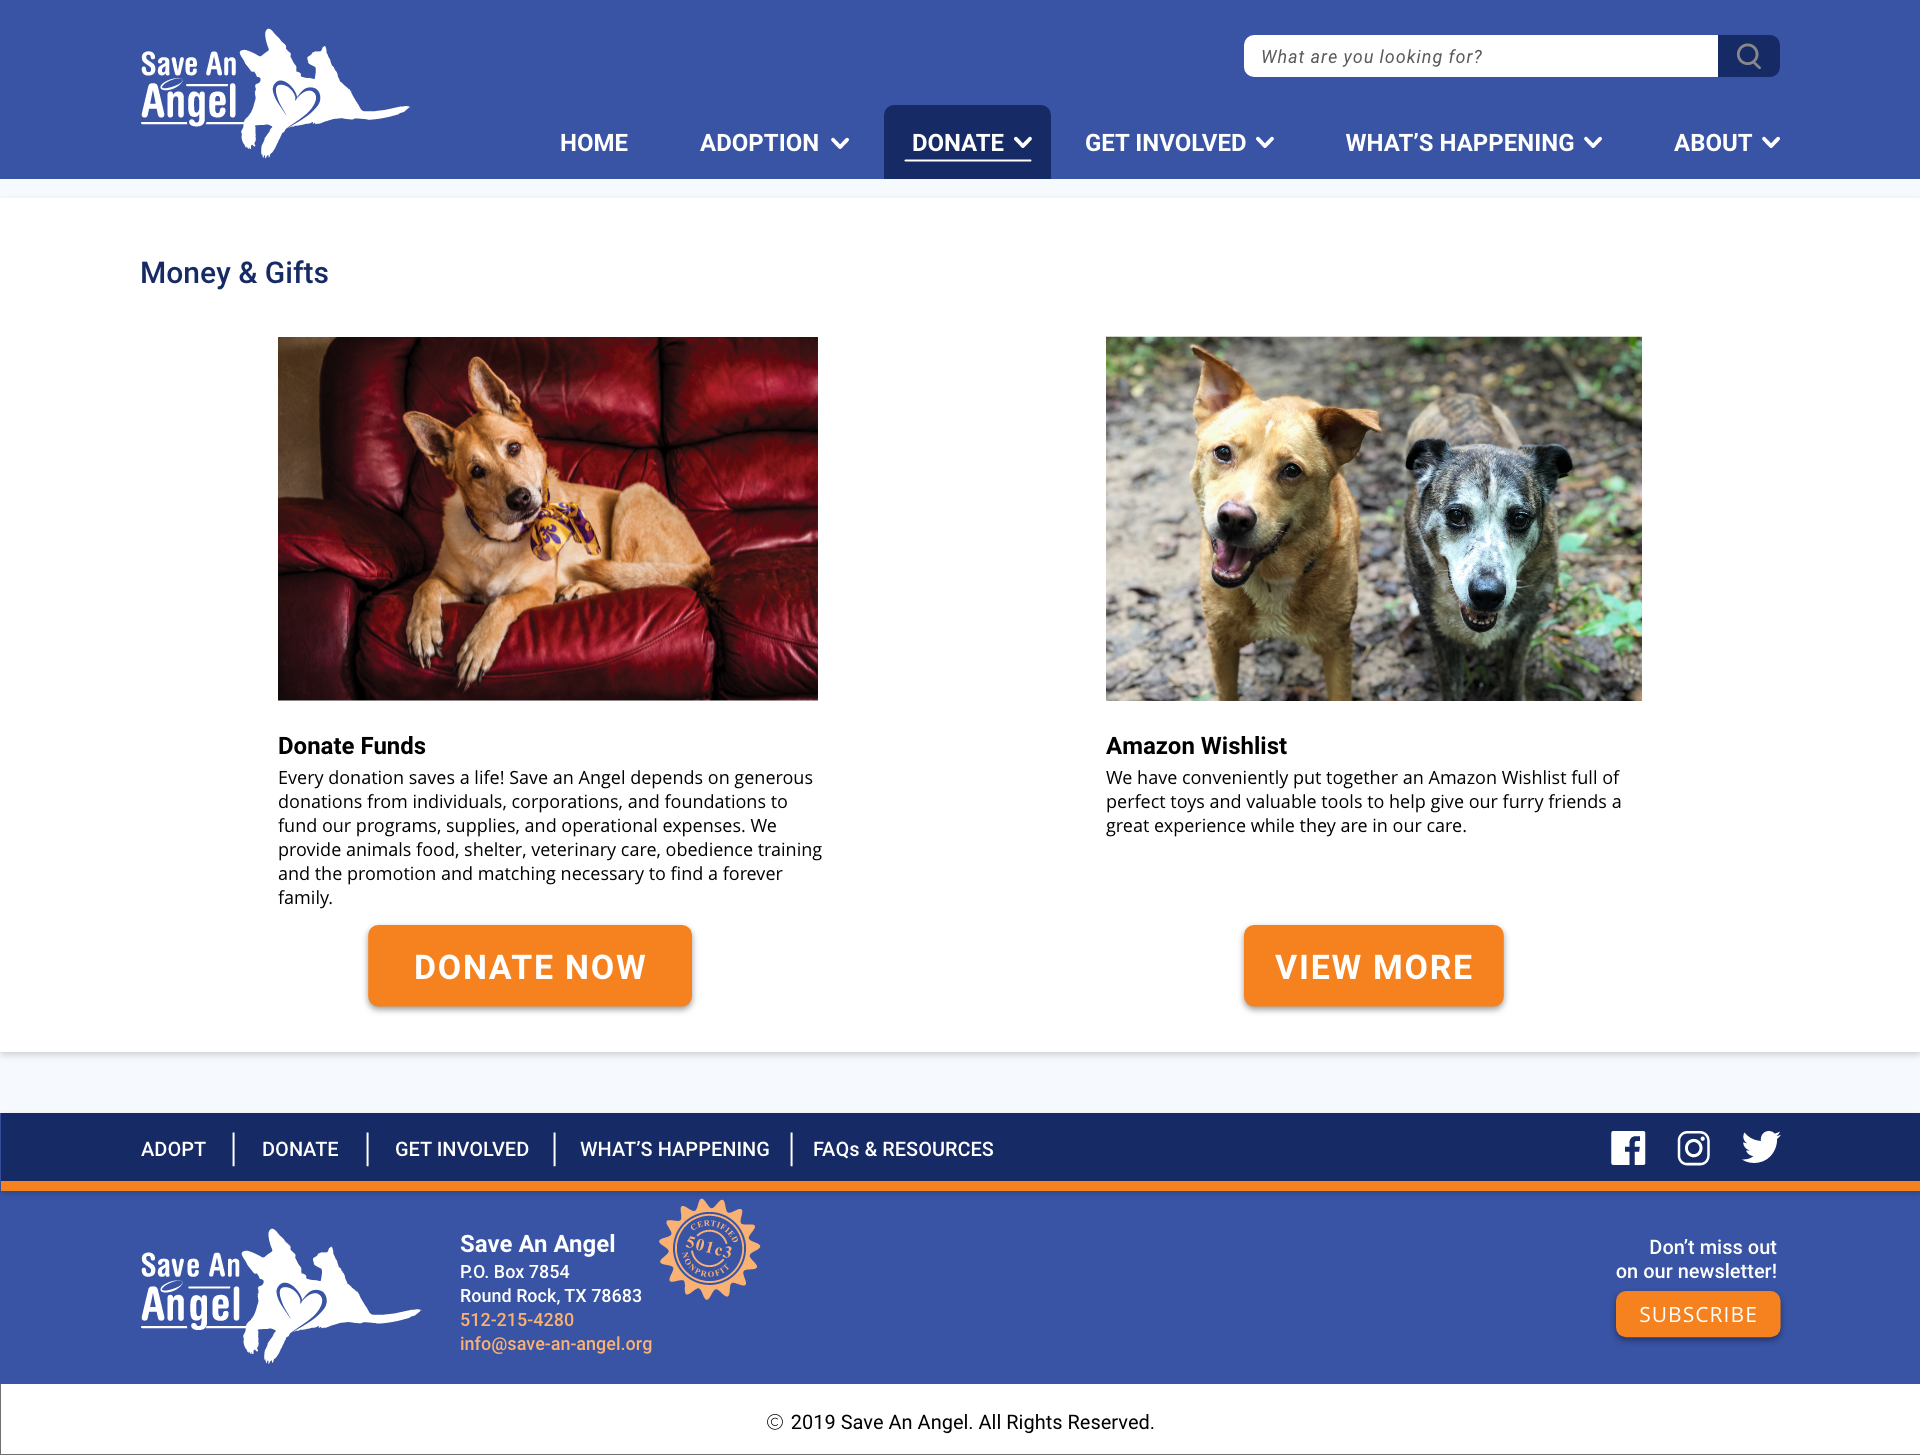 Save An
Angel
What are you looking for?
HOME
ADOPTION
DONATE
GET INVOLVED
WHAT’S HAPPENING
ABOUT
Money & Gifts
Donate Funds
Every donation saves a life! Save an Angel depends on generous
donations from individuals, corporations, and foundations to
fund our programs, supplies, and operational expenses. We
provide animals food, shelter, veterinary care, obedience training
and the promotion and matching necessary to find a forever
family.
DONATE NOW
Amazon Wishlist
We have conveniently put together an Amazon Wishlist full of
perfect toys and valuable tools to help give our furry friends a
great experience while they are in our care.
VIEW MORE
ADOPT
DONATE
GET INVOLVED
WHAT’S HAPPENING
FAQs & RESOURCES
Save An
Angel
Save An Angel
P.O. Box 7854
Round Rock, TX 78683
512-215-4280
info@save-an-angel.org
CERTIFIED
501c3
NONPROFIT
Don’t miss out
on our newsletter!
SUBSCRIBE
© 2019 Save An Angel. All Rights Reserved.